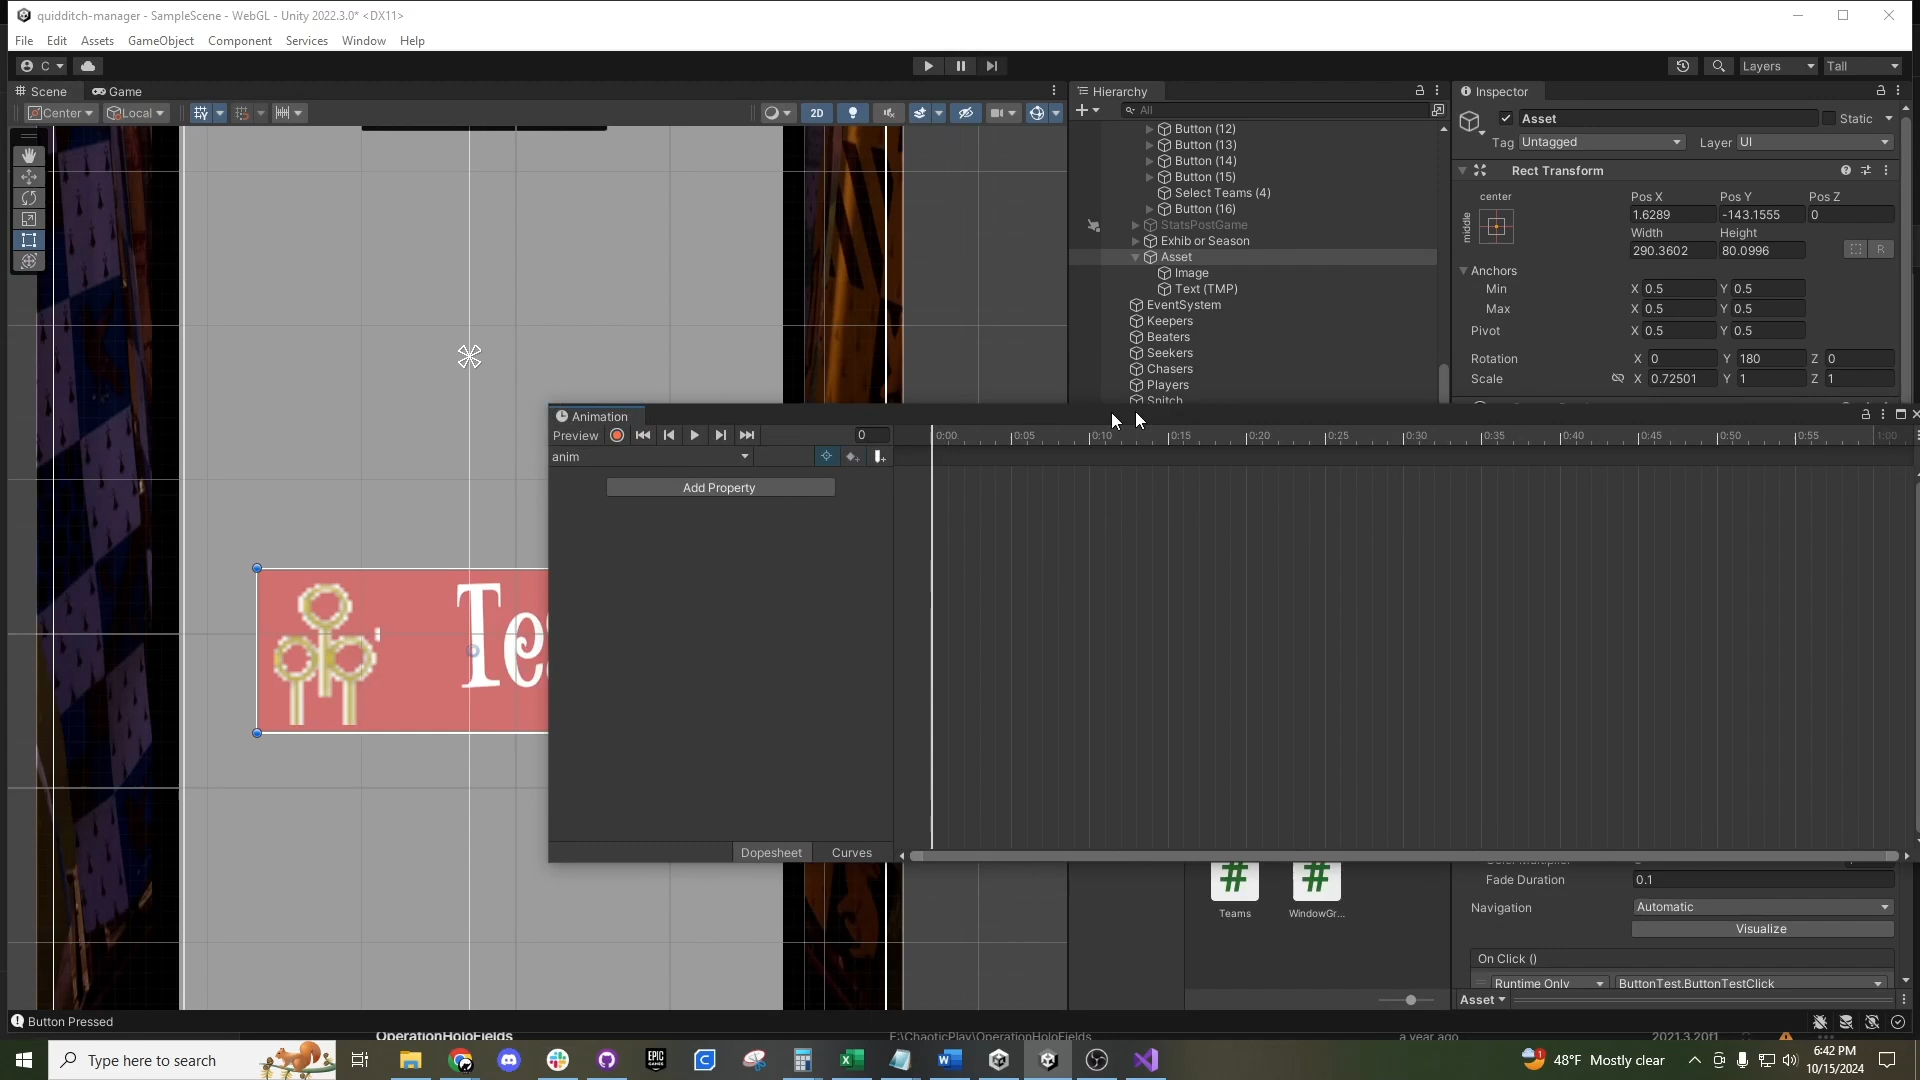 quidditch-manager - SampleScene - WebGL - Unity 2022.3.0* <DX11>
File Edit Assets GameObject Component Services Window Help
C
Layers Tall
Scene Game
Hierarchy
Inspector
Center Local 2D
All
Asset Static
Tag Untagged Layer UI
Button (12)
Button (13)
Button (14)
Button (15)
Select Teams (4)
Button (16)
StatsPostGame
Exhib or Season
Asset
Image
Text (TMP)
EventSystem
Keepers
Beaters
Seekers
Chasers
Players
Snitch
Rect Transform
center
middle
Pos X Pos Y Pos Z
1.6289 -143.1555 0
Width Height
290.3602 80.0996
R
Anchors
Min X 0.5 Y 0.5
Max X 0.5 Y 0.5
Pivot X 0.5 Y 0.5
Rotation X 0 Y 180 Z 0
Scale X 0.72501 Y 1 Z 1
Animation
Preview 0
0:00 0:05 0:10 0:15 0:20 0:25 0:30 0:35 0:40 0:45 0:50 0:55 1:00
anim
Add Property
Te
Dopesheet Curves
Teams WindowGr...
Fade Duration 0.1
Navigation Automatic
Visualize
On Click ()
Runtime Only ButtonTest.ButtonTestClick
Asset
Button Pressed
OperationHoloFields F:\ChaoticPlay\OperationHoloFields a year ago 2021.3.20f1
Type here to search
EPIC GAMES
48°F Mostly clear
6:42 PM
10/15/2024